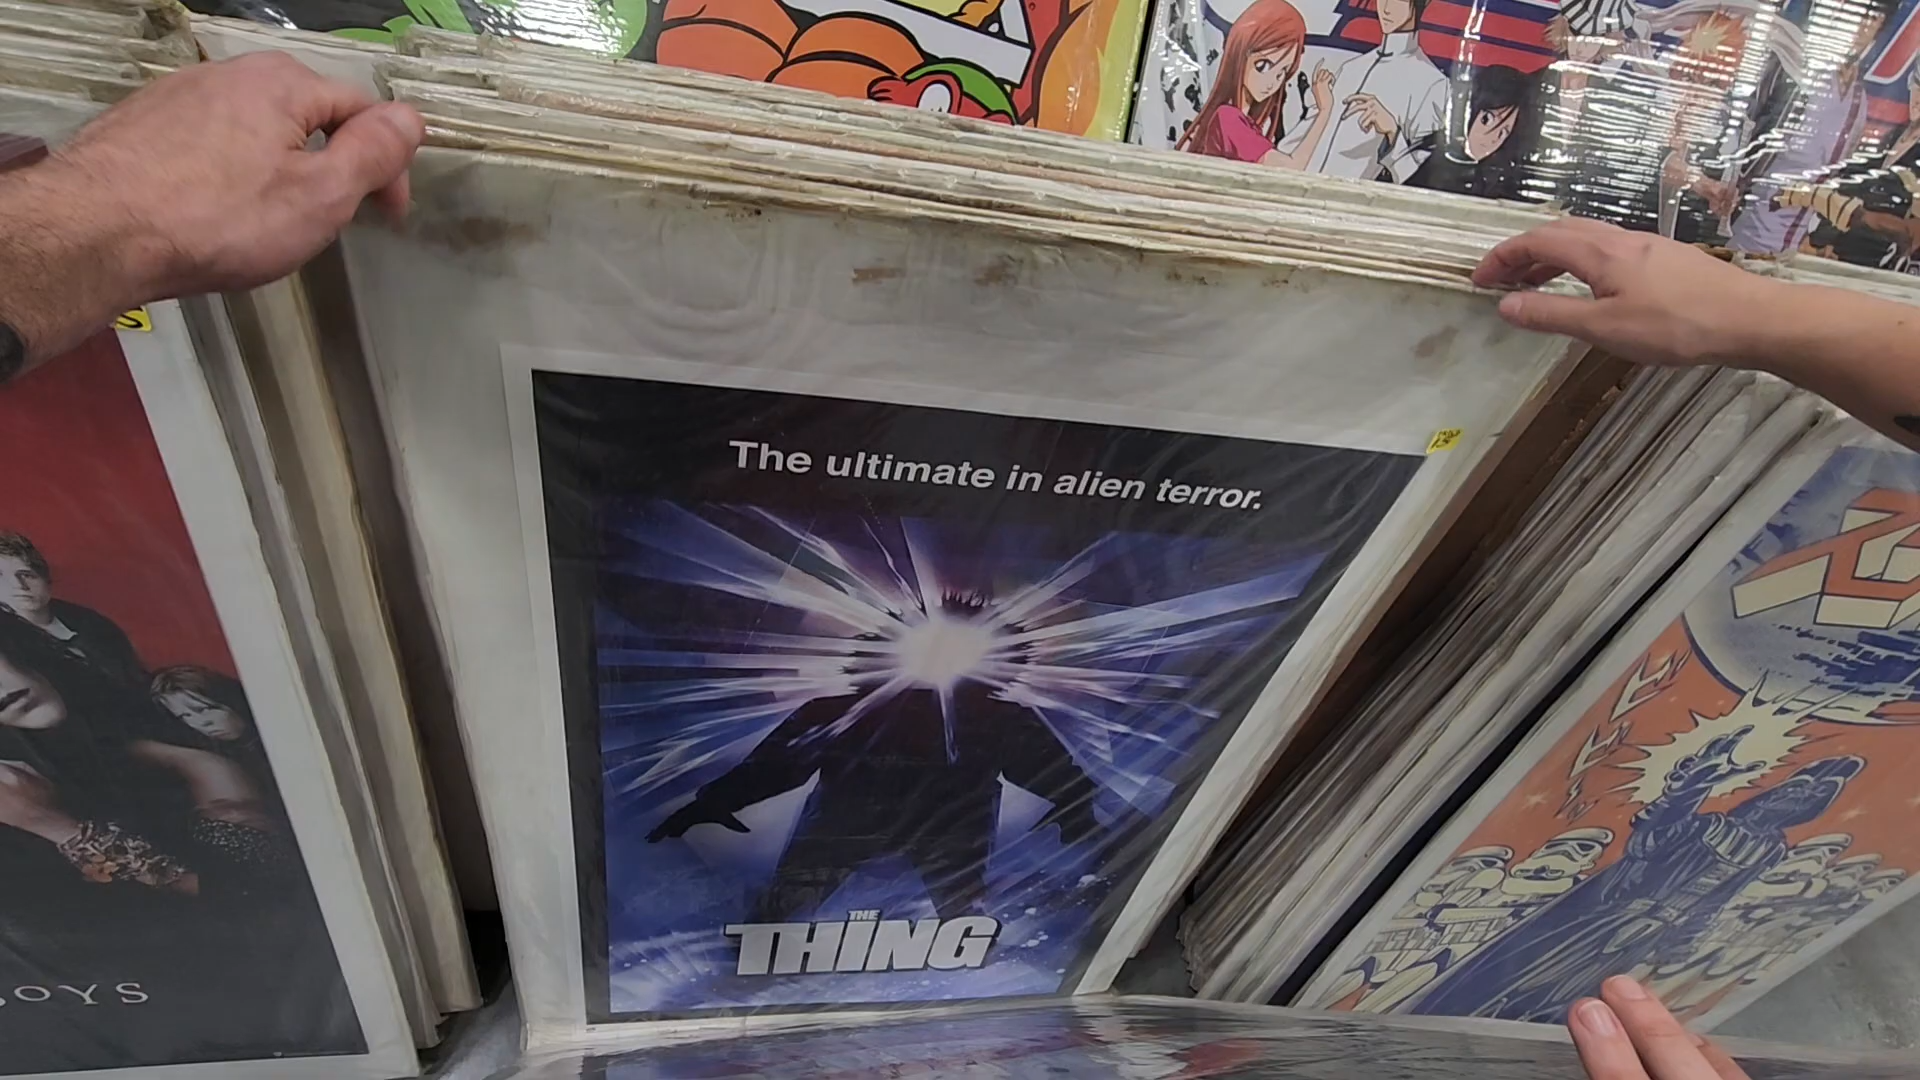 The ultimate in alien terror.
THE
THING
OYS